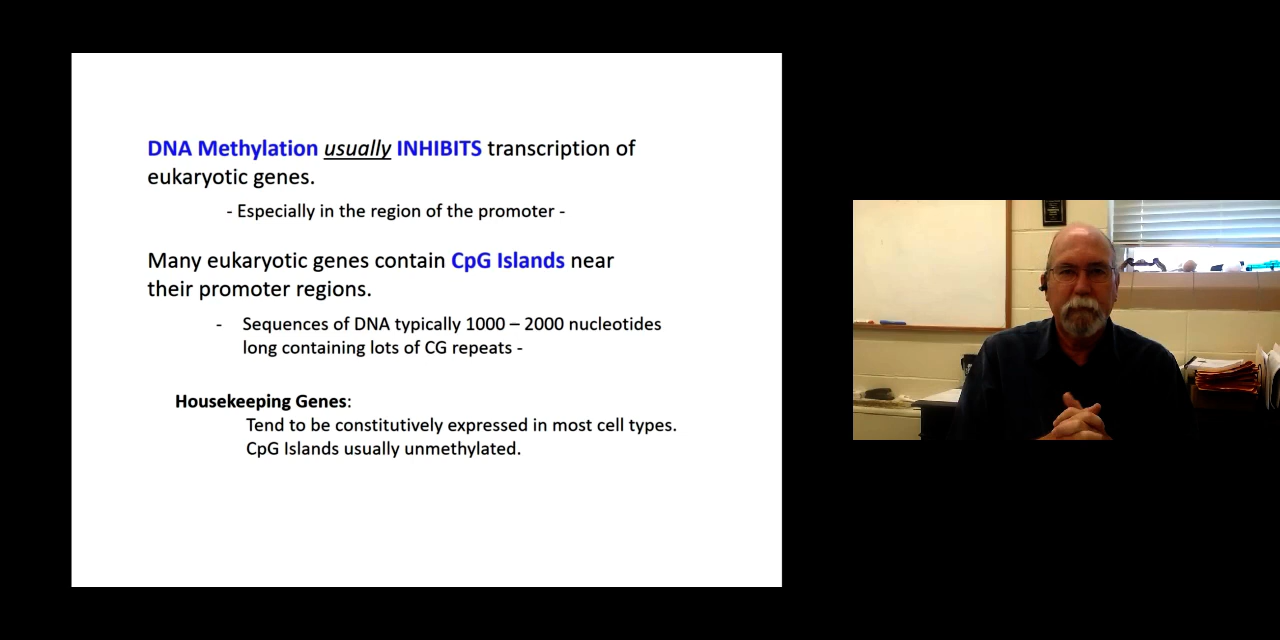 DNA Methylation usually INHIBITS transcription of
eukaryotic genes.
- Especially in the region of the promoter -
Many eukaryotic genes contain CpG Islands near
their promoter regions.
- Sequences of DNA typically 1000 – 2000 nucleotides
long containing lots of CG repeats -
Housekeeping Genes:
Tend to be constitutively expressed in most cell types.
CpG Islands usually unmethylated.